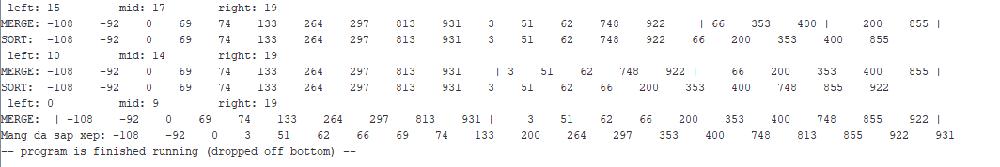 left: 15 mid: 17 right: 19
MERGE: -108 -92 0 69 74 133 264 297 813 931 3 51 62 748 922 | 66 353 400 | 200 855 |
SORT: -108 -92 0 69 74 133 264 297 813 931 3 51 62 748 922 66 200 353 400 855
left: 10 mid: 14 right: 19
MERGE: -108 -92 0 69 74 133 264 297 813 931 | 3 51 62 748 922 | 66 200 353 400 855 |
SORT: -108 -92 0 69 74 133 264 297 813 931 3 51 62 66 200 353 400 748 855 922
left: 0 mid: 9 right: 19
MERGE: | -108 -92 0 69 74 133 264 297 813 931 | 3 51 62 66 200 353 400 748 855 922 |
Mang da sap xep: -108 -92 0 3 51 62 66 69 74 133 200 264 297 353 400 748 813 855 922 931
-- program is finished running (dropped off bottom) --